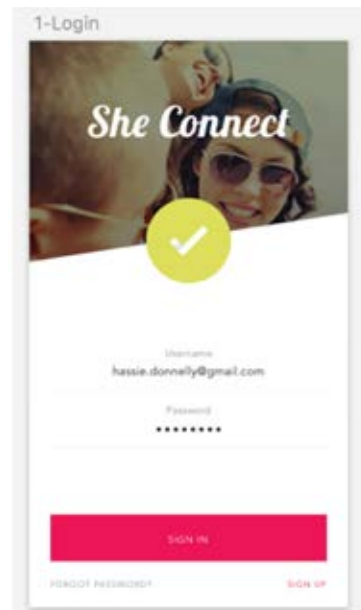 1-Login
She Connect
Username
hassie.donnelly@gmail.com
Password
••••••••
SIGN IN
FORGOT PASSWORD?
SIGN UP